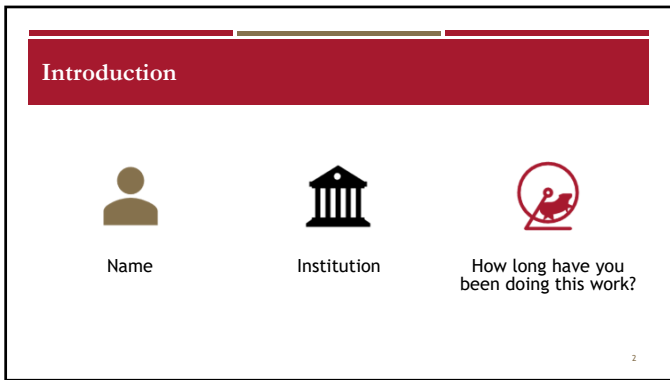 Introduction
Name
Institution
How long have you
been doing this work?
2